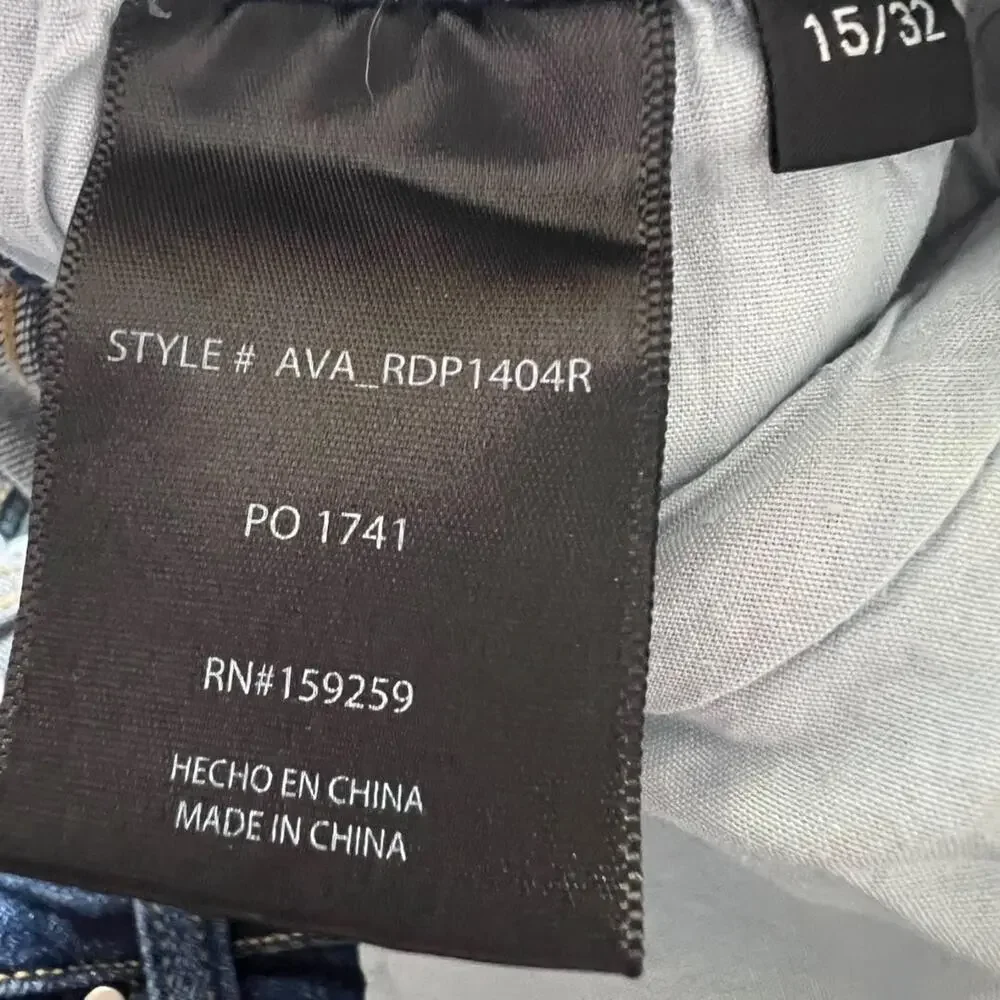 15/32
STYLE # AVA_RDP1404R
PO 1741
RN#159259
HECHO EN CHINA
MADE IN CHINA